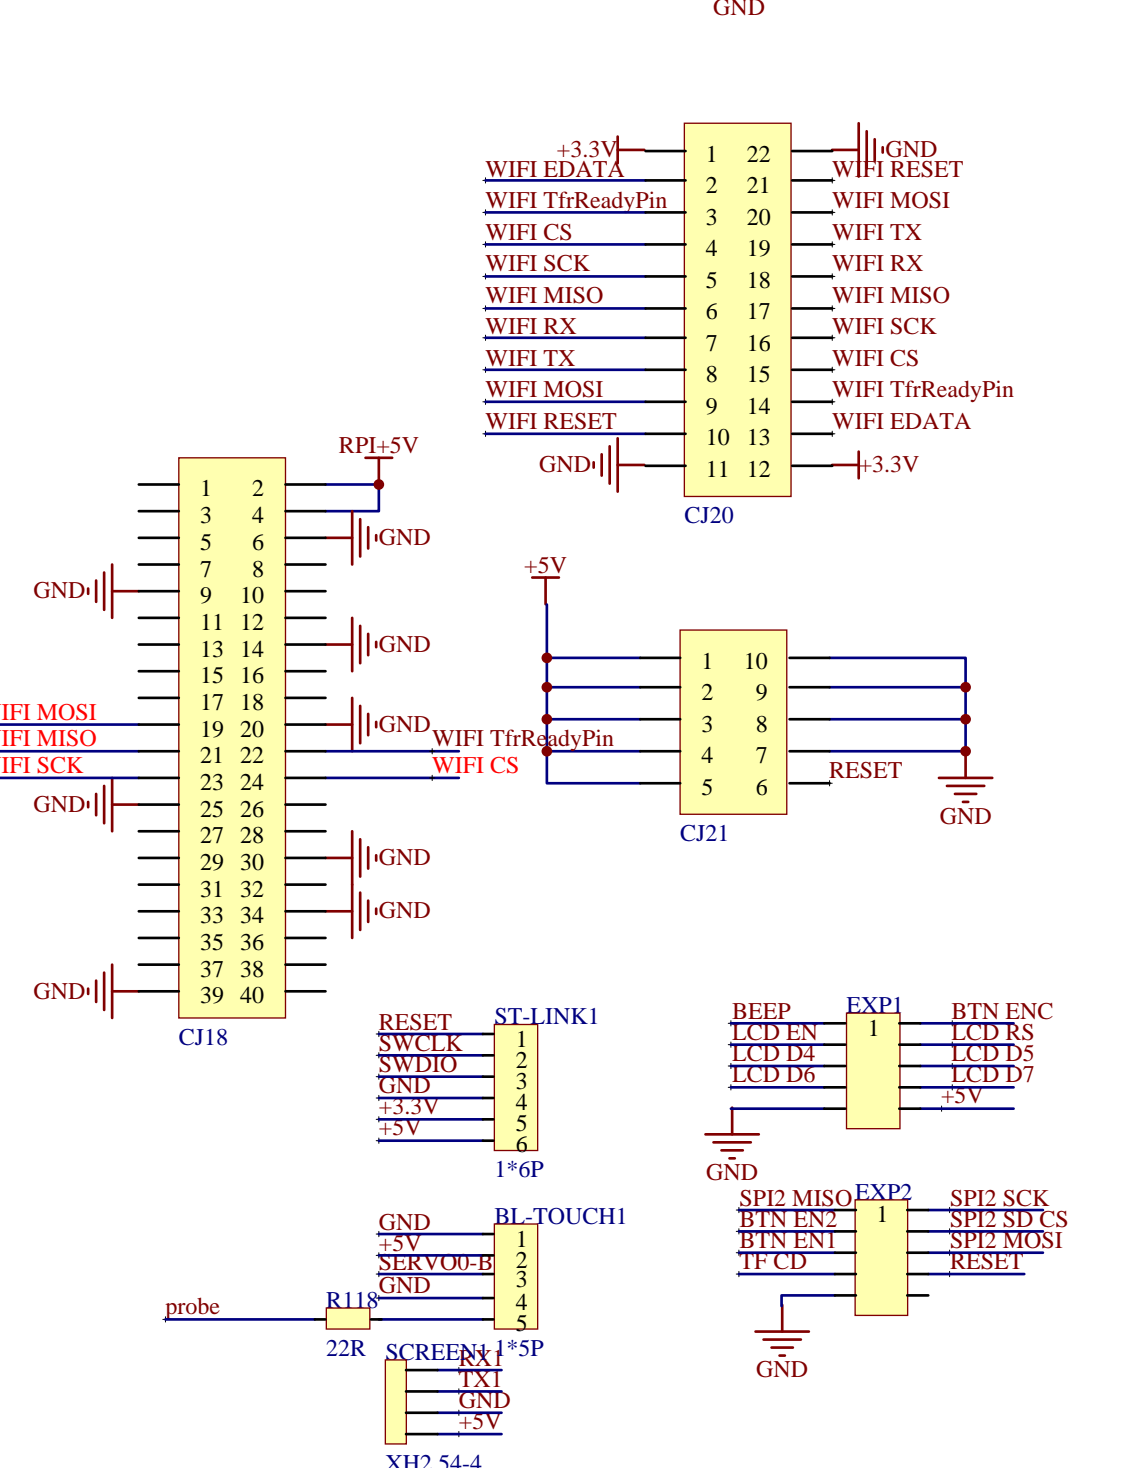 GND
+3.3V 1 22 GND
WIFI EDATA 2 21 WIFI RESET
WIFI TfrReadyPin 3 20 WIFI MOSI
WIFI CS 4 19 WIFI TX
WIFI SCK 5 18 WIFI RX
WIFI MISO 6 17 WIFI MISO
WIFI RX 7 16 WIFI SCK
WIFI TX 8 15 WIFI CS
WIFI MOSI 9 14 WIFI TfrReadyPin
WIFI RESET 10 13 WIFI EDATA
GND 11 12 +3.3V
CJ20
RPI+5V
1 2
3 4
5 6 GND
7 8
GND 9 10
11 12
13 14 GND
15 16
17 18
IFI MOSI 19 20 GND
IFI MISO 21 22 WIFI TfrReadyPin
IFI SCK 23 24 WIFI CS
GND 25 26
27 28
29 30 GND
31 32
33 34 GND
35 36
37 38
GND 39 40
CJ18
+5V
1 10
2 9
3 8
4 7
5 6 RESET
GND
CJ21
ST-LINK1
RESET 1
SWCLK 2
SWDIO 3
GND 4
+3.3V 5
+5V 6
1*6P
EXP1
BEEP 1 BTN ENC
LCD EN LCD RS
LCD D4 LCD D5
LCD D6 LCD D7
+5V
GND
BL-TOUCH1
GND 1
+5V 2
SERVO0-B 3
GND 4
probe R118 5
22R 1*5P
EXP2
SPI2 MISO 1 SPI2 SCK
BTN EN2 SPI2 SD CS
BTN EN1 SPI2 MOSI
TF CD RESET
GND
SCREEN1
RX1
TX1
GND
+5V
XH2.54-4